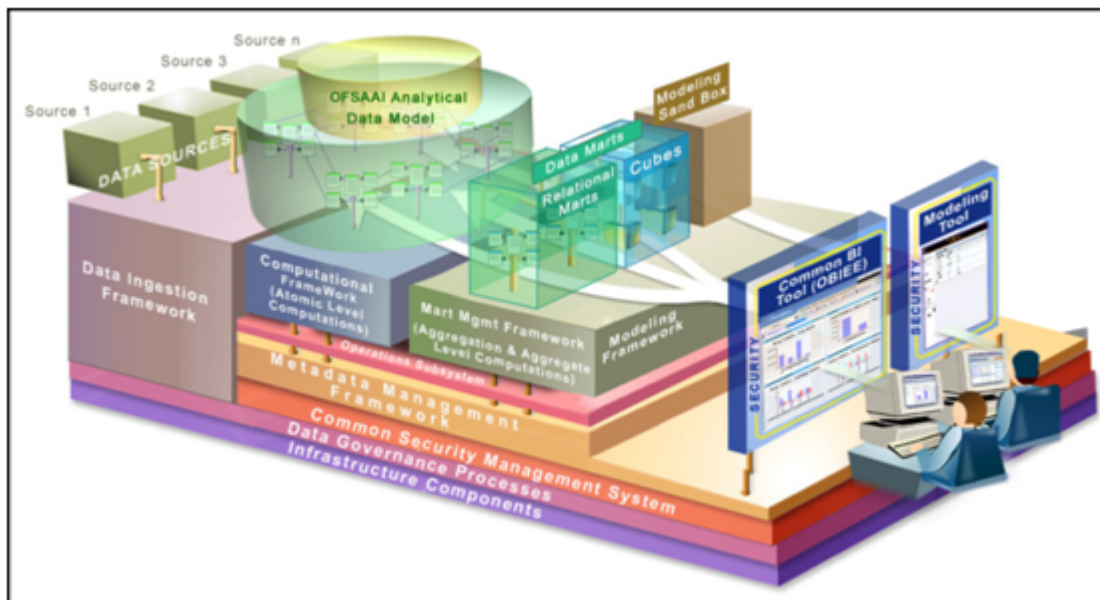 Source n
Source 3
Source 2
Source 1
DATA SOURCES
OFSAAI Analytical
Data Model
Modeling
Sand Box
Data Marts
Cubes
Relational
Marts
Data Ingestion
Framework
Computational
FrameWork
(Atomic Level
Computations)
Mart Mgmt Framework
(Aggregation & Aggregate
Level Computations)
Modeling Framework
Operations Subsystem
Metadata Management
Framework
Common Security Management System
Data Governance Processes
Infrastructure Components
Common BI
Tool (OBIEE)
SECURITY
Modeling
Tool
SECURITY